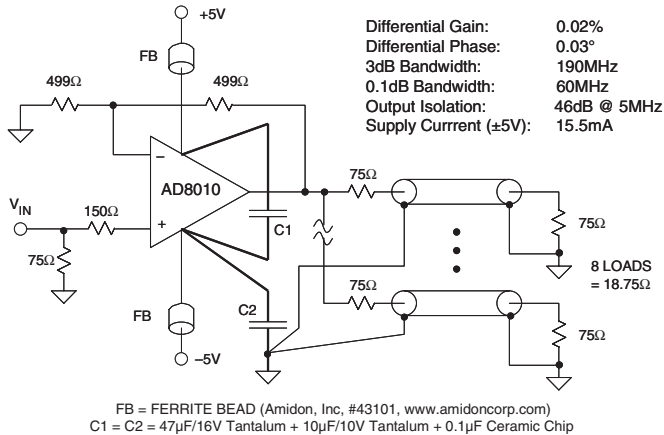 +5V
FB
499Ω
499Ω
Differential Gain: 0.02%
Differential Phase: 0.03°
3dB Bandwidth: 190MHz
0.1dB Bandwidth: 60MHz
Output Isolation: 46dB @ 5MHz
Supply Currrent (±5V): 15.5mA
–
AD8010
+
VIN
150Ω
75Ω
C1
75Ω
75Ω
8 LOADS
= 18.75Ω
75Ω
75Ω
C2
FB
–5V
FB = FERRITE BEAD (Amidon, Inc, #43101, www.amidoncorp.com)
C1 = C2 = 47μF/16V Tantalum + 10μF/10V Tantalum + 0.1μF Ceramic Chip